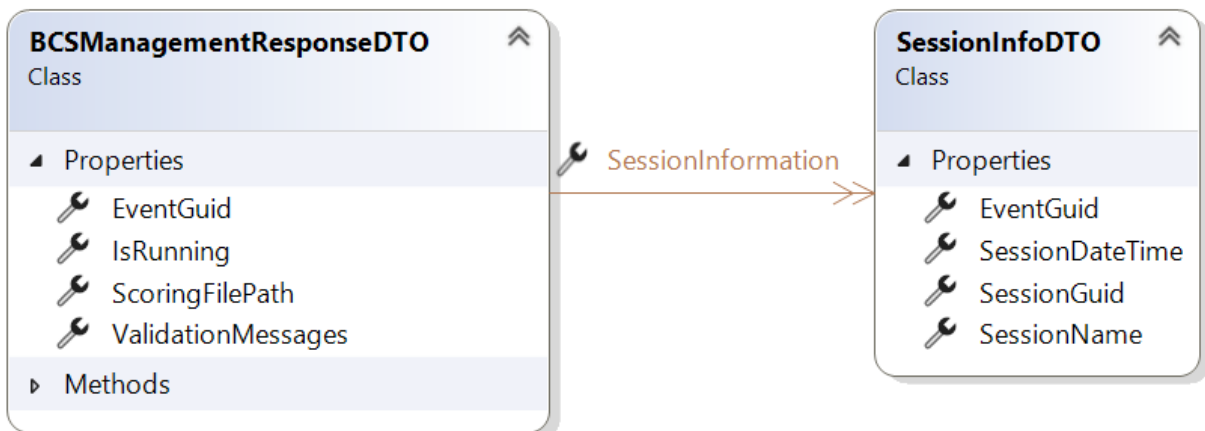 BCSManagementResponseDTO
Class
Properties
EventGuid
IsRunning
ScoringFilePath
ValidationMessages
Methods
SessionInformation
SessionInfoDTO
Class
Properties
EventGuid
SessionDateTime
SessionGuid
SessionName